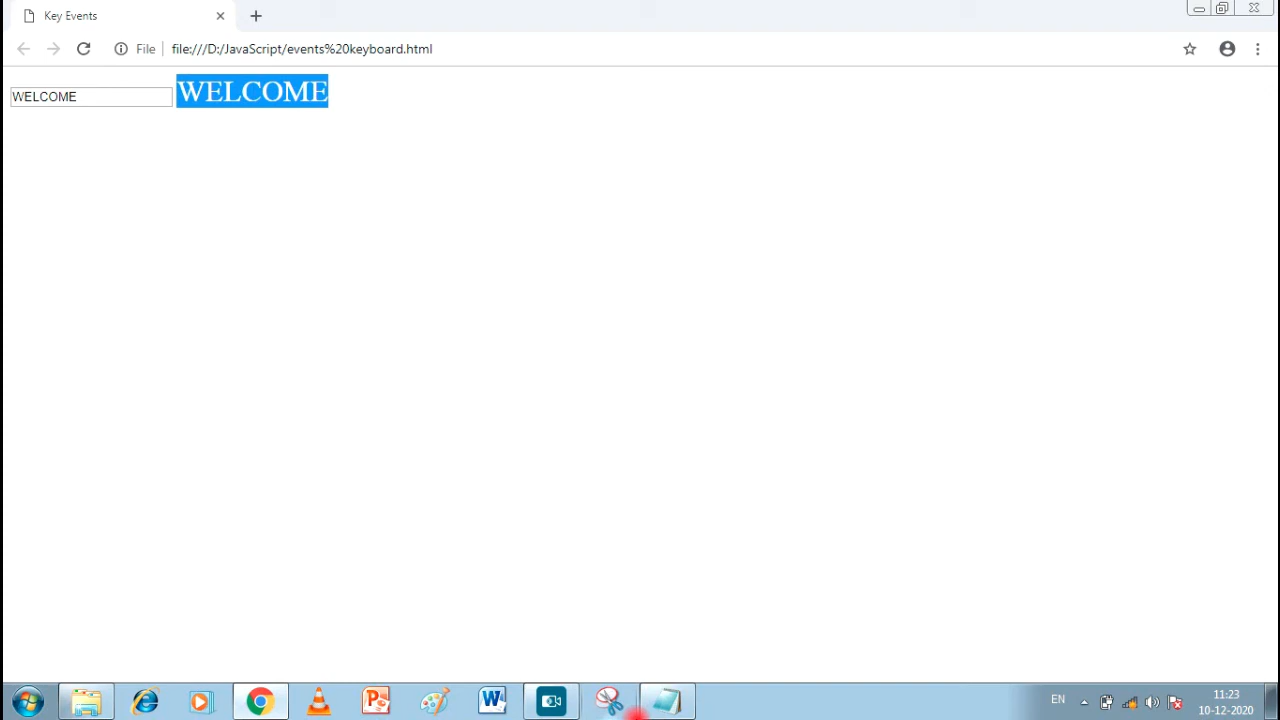 Key Events
File
file:///D:/JavaScript/events%20keyboard.html
WELCOME WELCOME
EN
11:23
10-12-2020